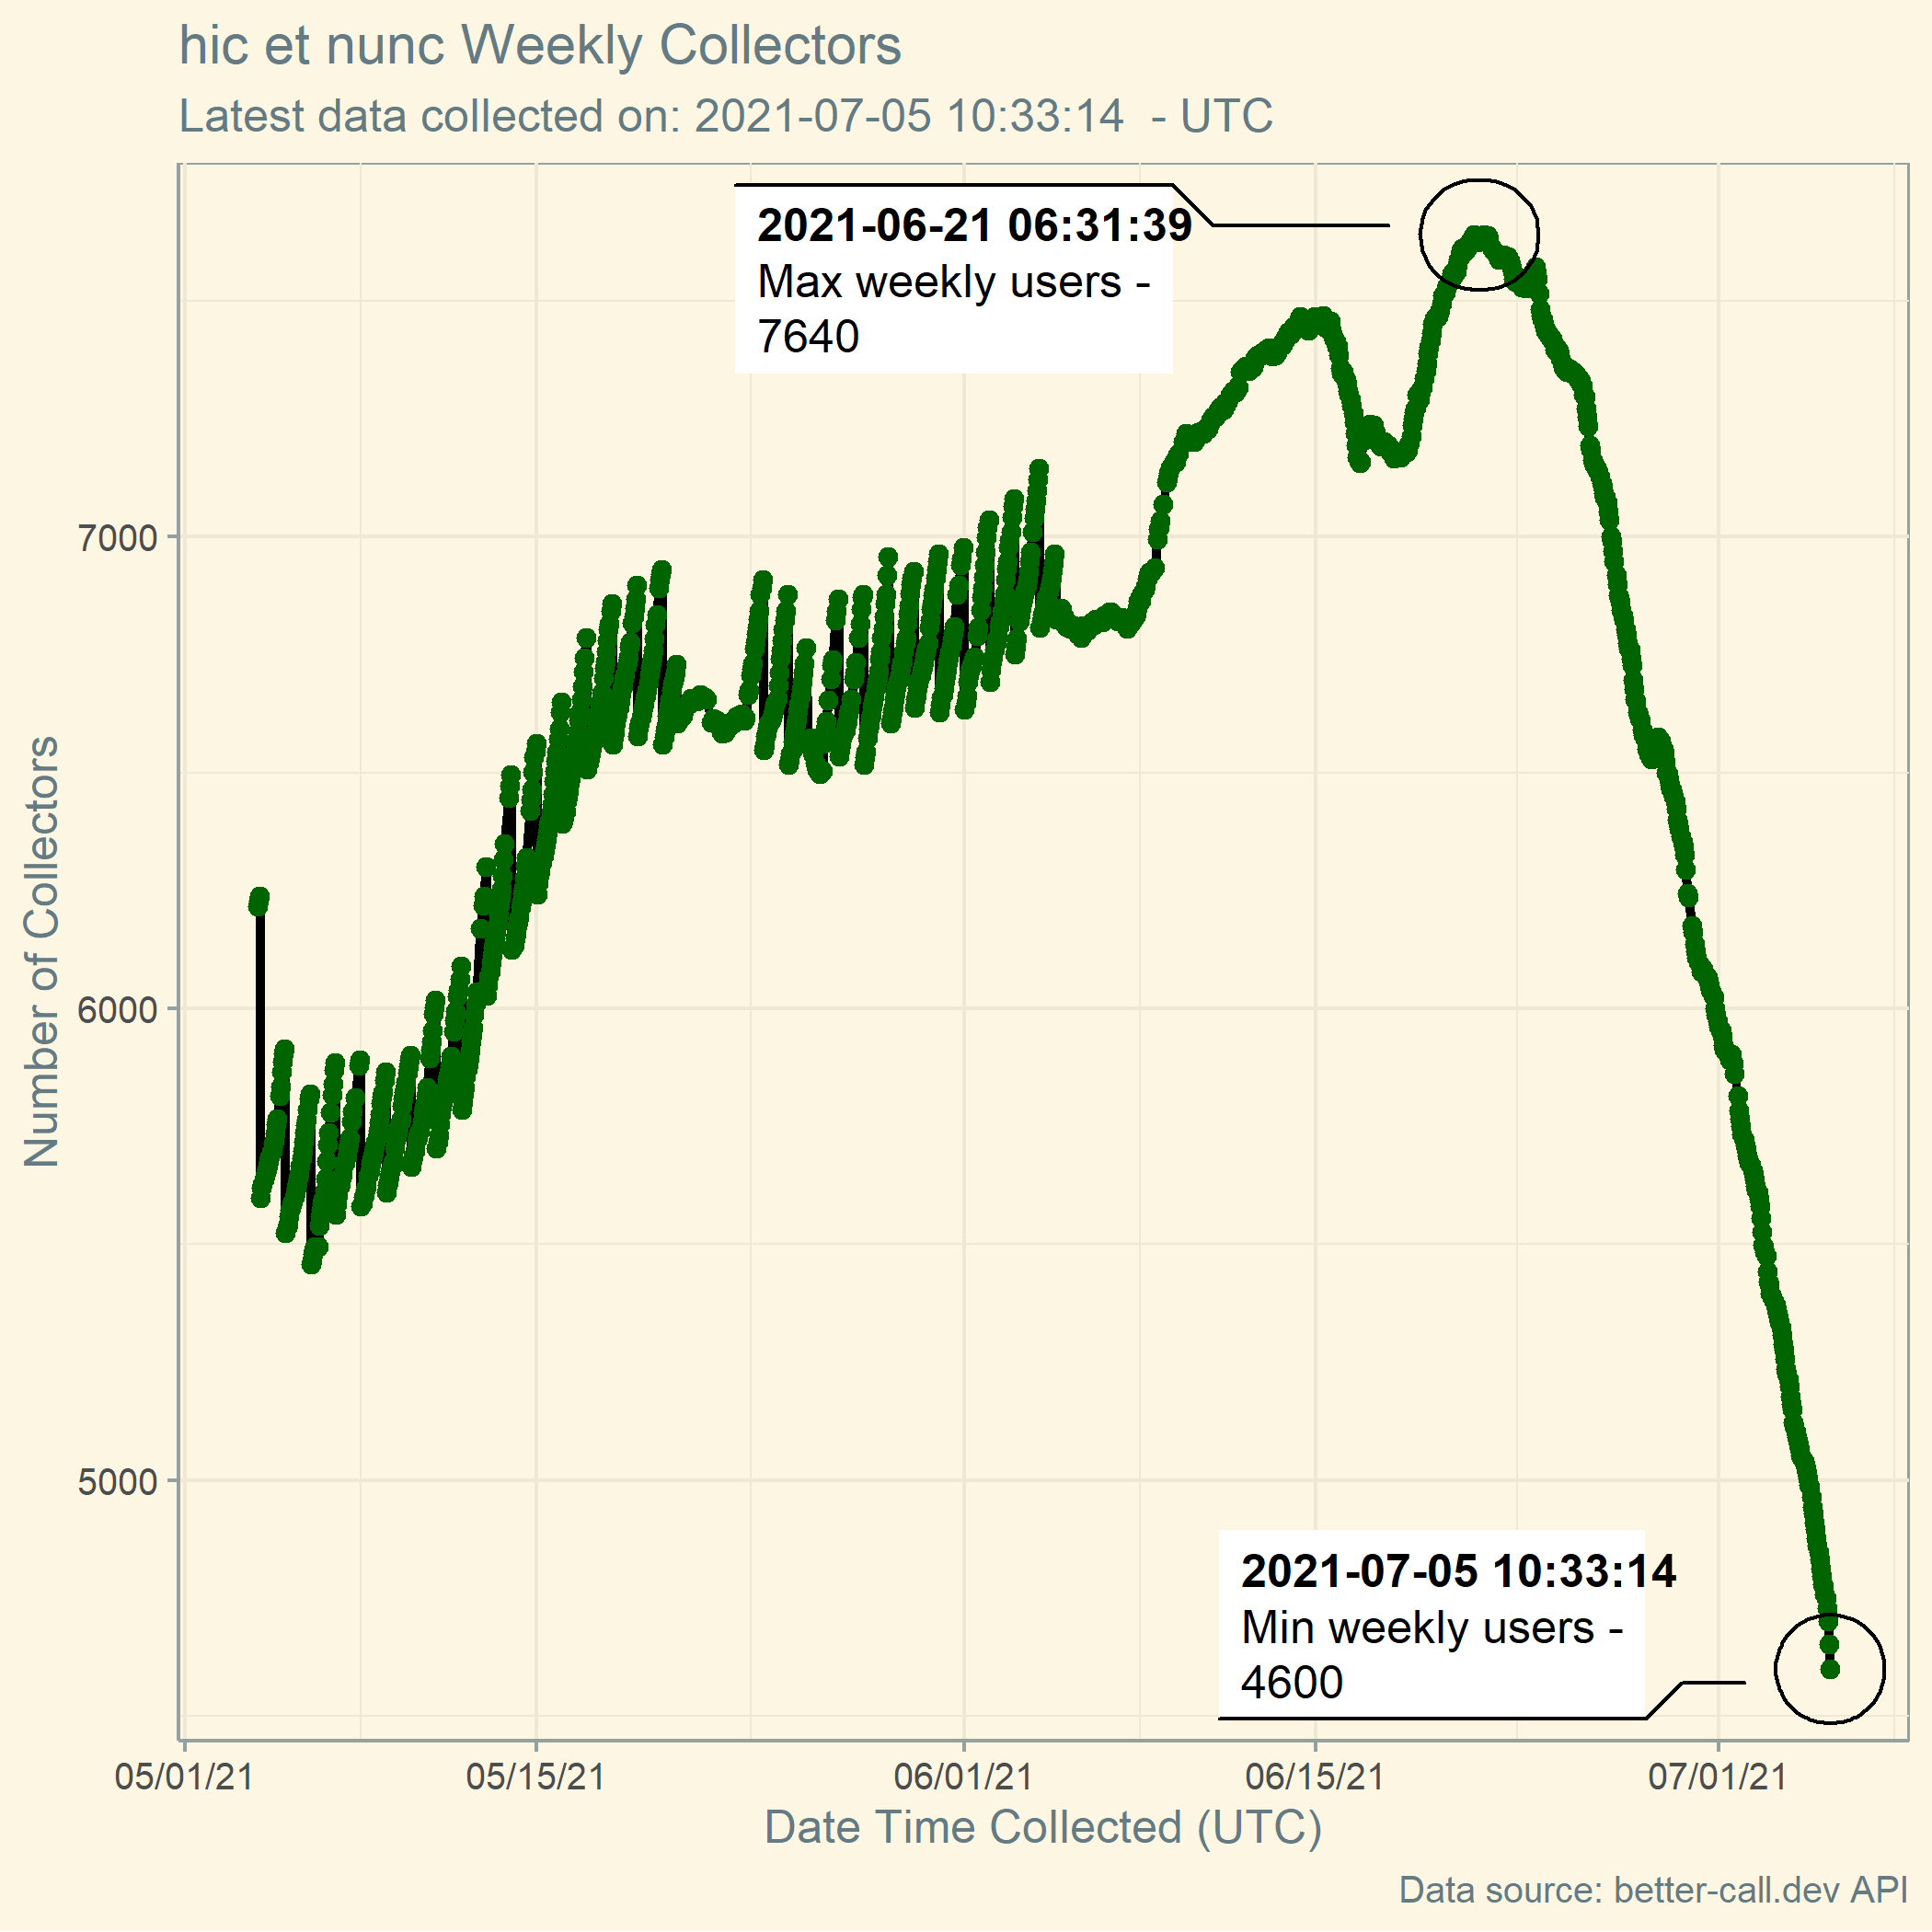 hic et nunc Weekly Collectors
Latest data collected on: 2021-07-05 10:33:14  - UTC
2021-06-21 06:31:39
Max weekly users -
7640
7000
6000
5000
Number of Collectors
2021-07-05 10:33:14
Min weekly users -
4600
05/01/21 05/15/21 06/01/21 06/15/21 07/01/21
Date Time Collected (UTC)
Data source: better-call.dev API